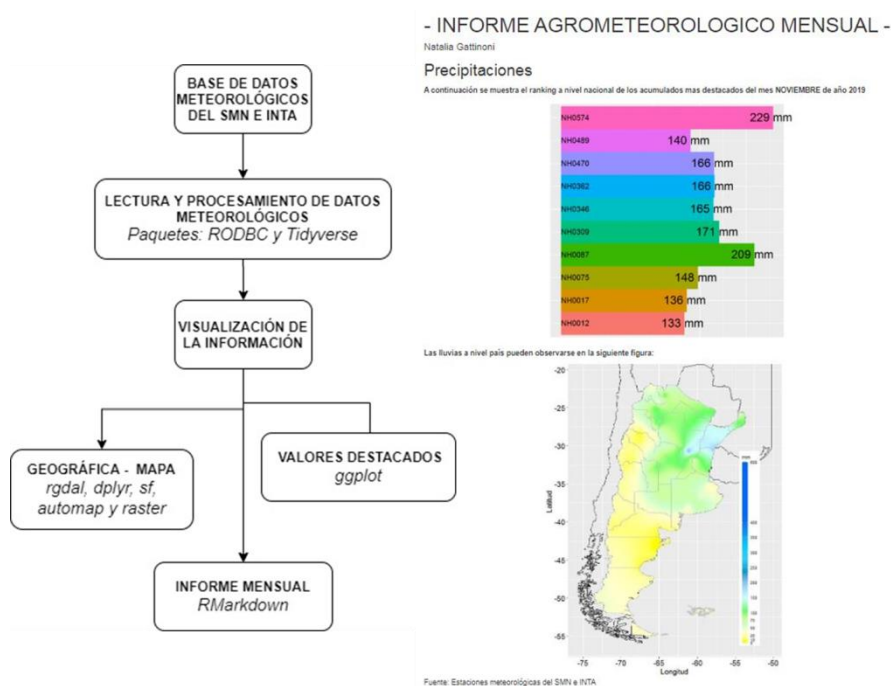 BASE DE DATOS
METEOROLÓGICOS
DEL SMN E INTA
LECTURA Y PROCESAMIENTO DE DATOS
METEOROLÓGICOS
Paquetes: RODBC y Tidyverse
VISUALIZACIÓN DE
LA INFORMACIÓN
GEOGRÁFICA - MAPA
rgdal, dplyr, sf,
automap y raster
VALORES DESTACADOS
ggplot
INFORME MENSUAL
RMarkdown
- INFORME AGROMETEOROLOGICO MENSUAL -
Natalia Gattinoni
Precipitaciones
A continuación se muestra el ranking a nivel nacional de los acumulados mas destacados del mes NOVIEMBRE de año 2019
NH0574 229 mm
NH0489 140 mm
NH0470 166 mm
NH0362 166 mm
NH0346 165 mm
NH0309 171 mm
NH0087 209 mm
NH0075 148 mm
NH0017 136 mm
NH0012 133 mm
Las lluvias a nivel país pueden observarse en la siguiente figura:
-20
-25
-30
-35
-40
-45
-50
-55
Latitud
mm
-75 -70 -65 -60 -55 -50
Longitud
Fuente: Estaciones meteorológicas del SMN e INTA